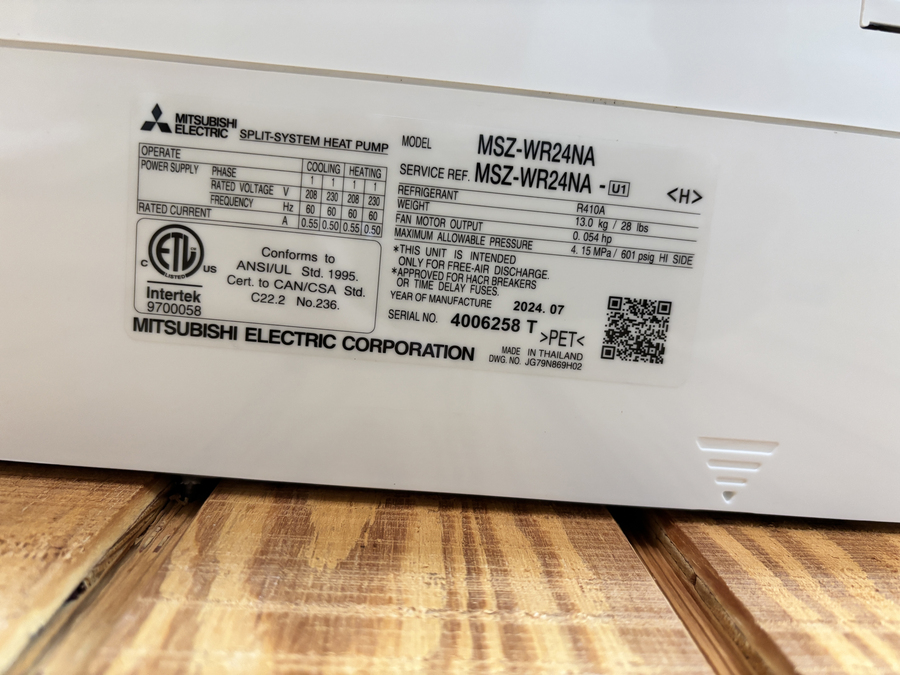 MITSUBISHI
ELECTRIC SPLIT-SYSTEM HEAT PUMP
OPERATE COOLING HEATING
POWER SUPPLY PHASE 1 1 1 1
RATED VOLTAGE V 208 230 208 230
FREQUENCY Hz 60 60 60 60
RATED CURRENT A 0.55 0.50 0.55 0.50
ETL
LISTED
C US
Intertek
9700058
Conforms to
ANSI/UL Std. 1995.
Cert. to CAN/CSA Std.
C22.2 No.236.
MITSUBISHI ELECTRIC CORPORATION
MODEL MSZ-WR24NA
SERVICE REF. MSZ-WR24NA - U1 <H>
REFRIGERANT R410A
WEIGHT 13.0 kg / 28 lbs
FAN MOTOR OUTPUT 0. 054 hp
MAXIMUM ALLOWABLE PRESSURE 4. 15 MPa / 601 psig HI SIDE
*THIS UNIT IS INTENDED
ONLY FOR FREE-AIR DISCHARGE.
*APPROVED FOR HACR BREAKERS
OR TIME DELAY FUSES.
YEAR OF MANUFACTURE 2024. 07
SERIAL NO. 4006258 T
>PET<
MADE IN THAILAND
DWG. NO. JG79N869H02